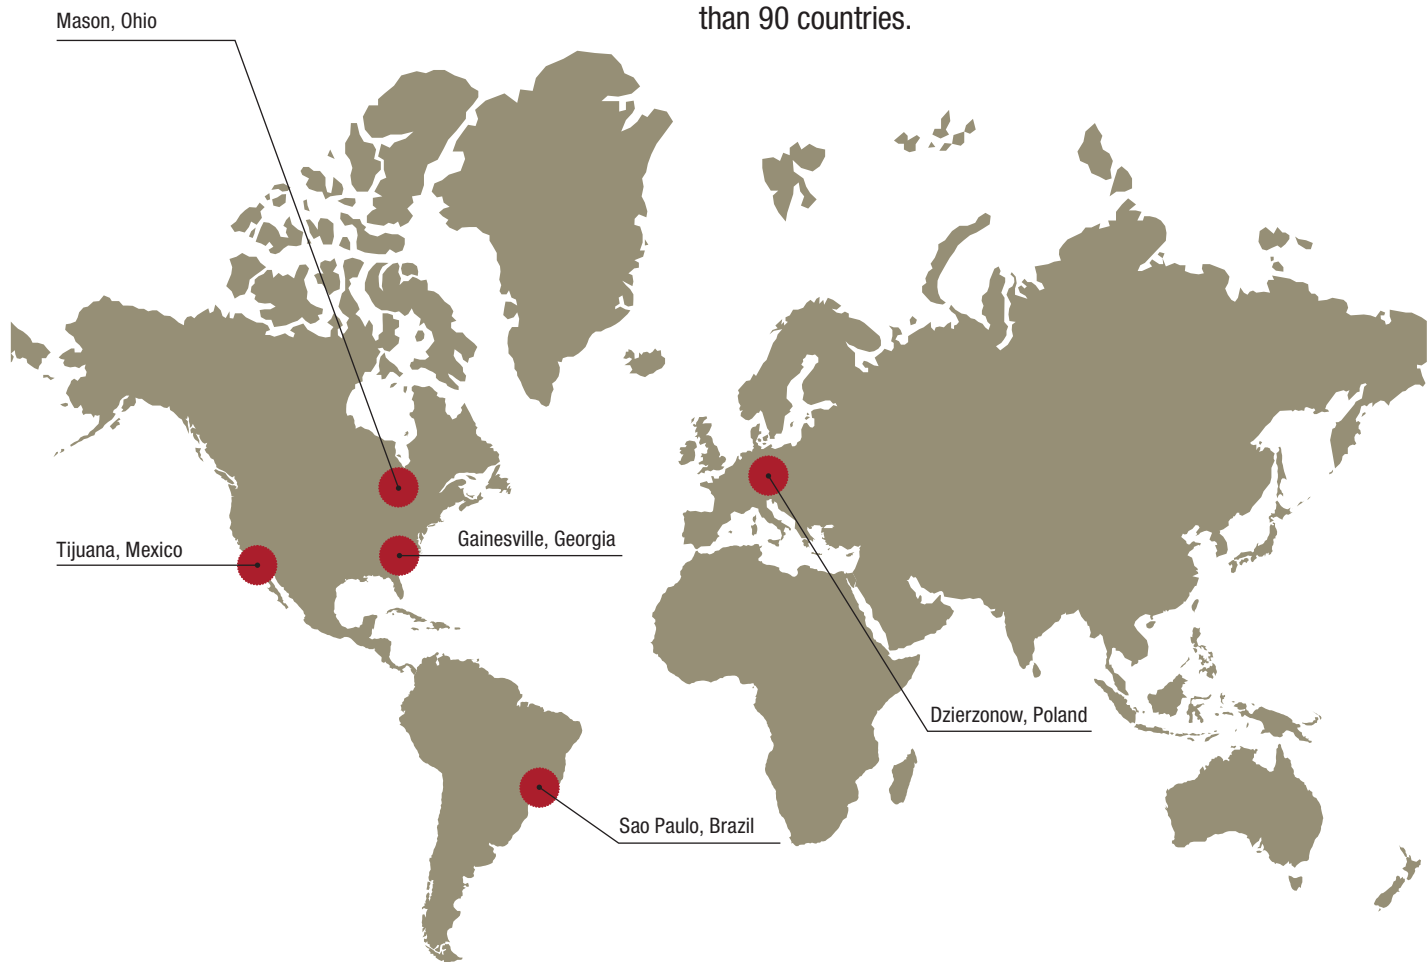 than 90 countries.
Mason, Ohio
Gainesville, Georgia
Tijuana, Mexico
Dzierzonow, Poland
Sao Paulo, Brazil